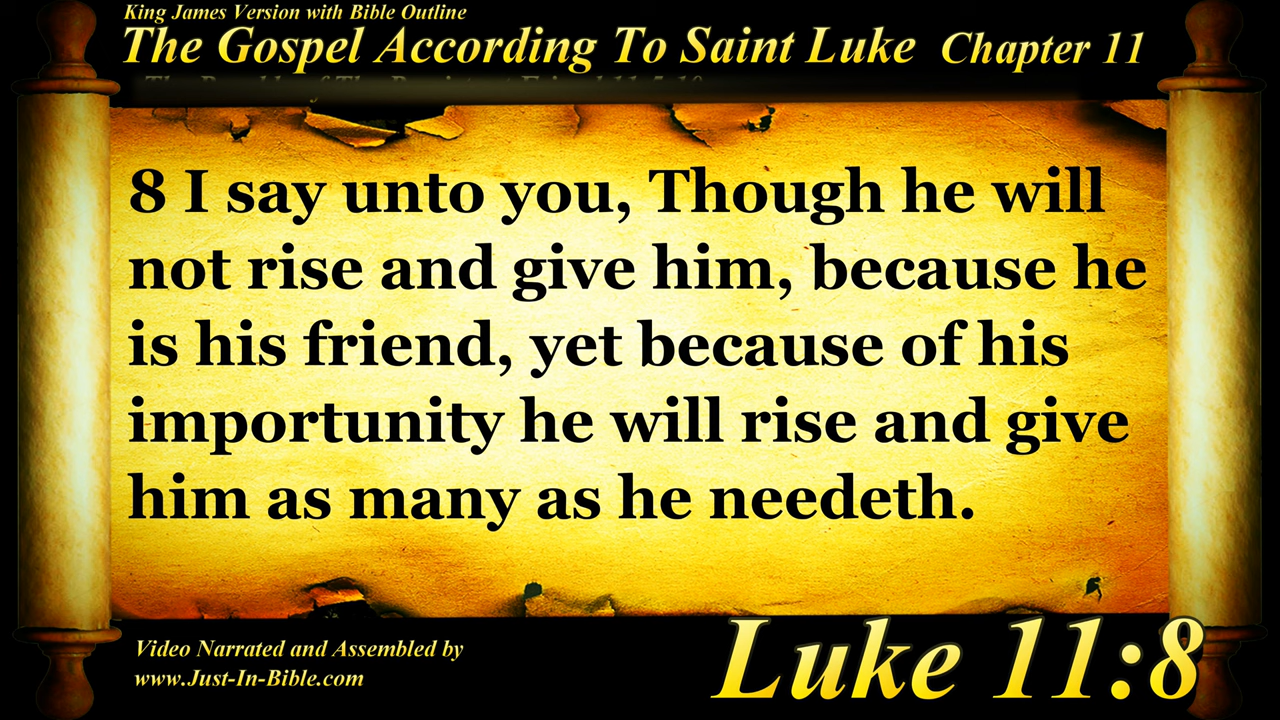 King James Version with Bible Outline
The Gospel According To Saint Luke Chapter 11
8 I say unto you, Though he will
not rise and give him, because he
is his friend, yet because of his
importunity he will rise and give
him as many as he needeth.
Video Narrated and Assembled by
www.Just-In-Bible.com
Luke 11:8